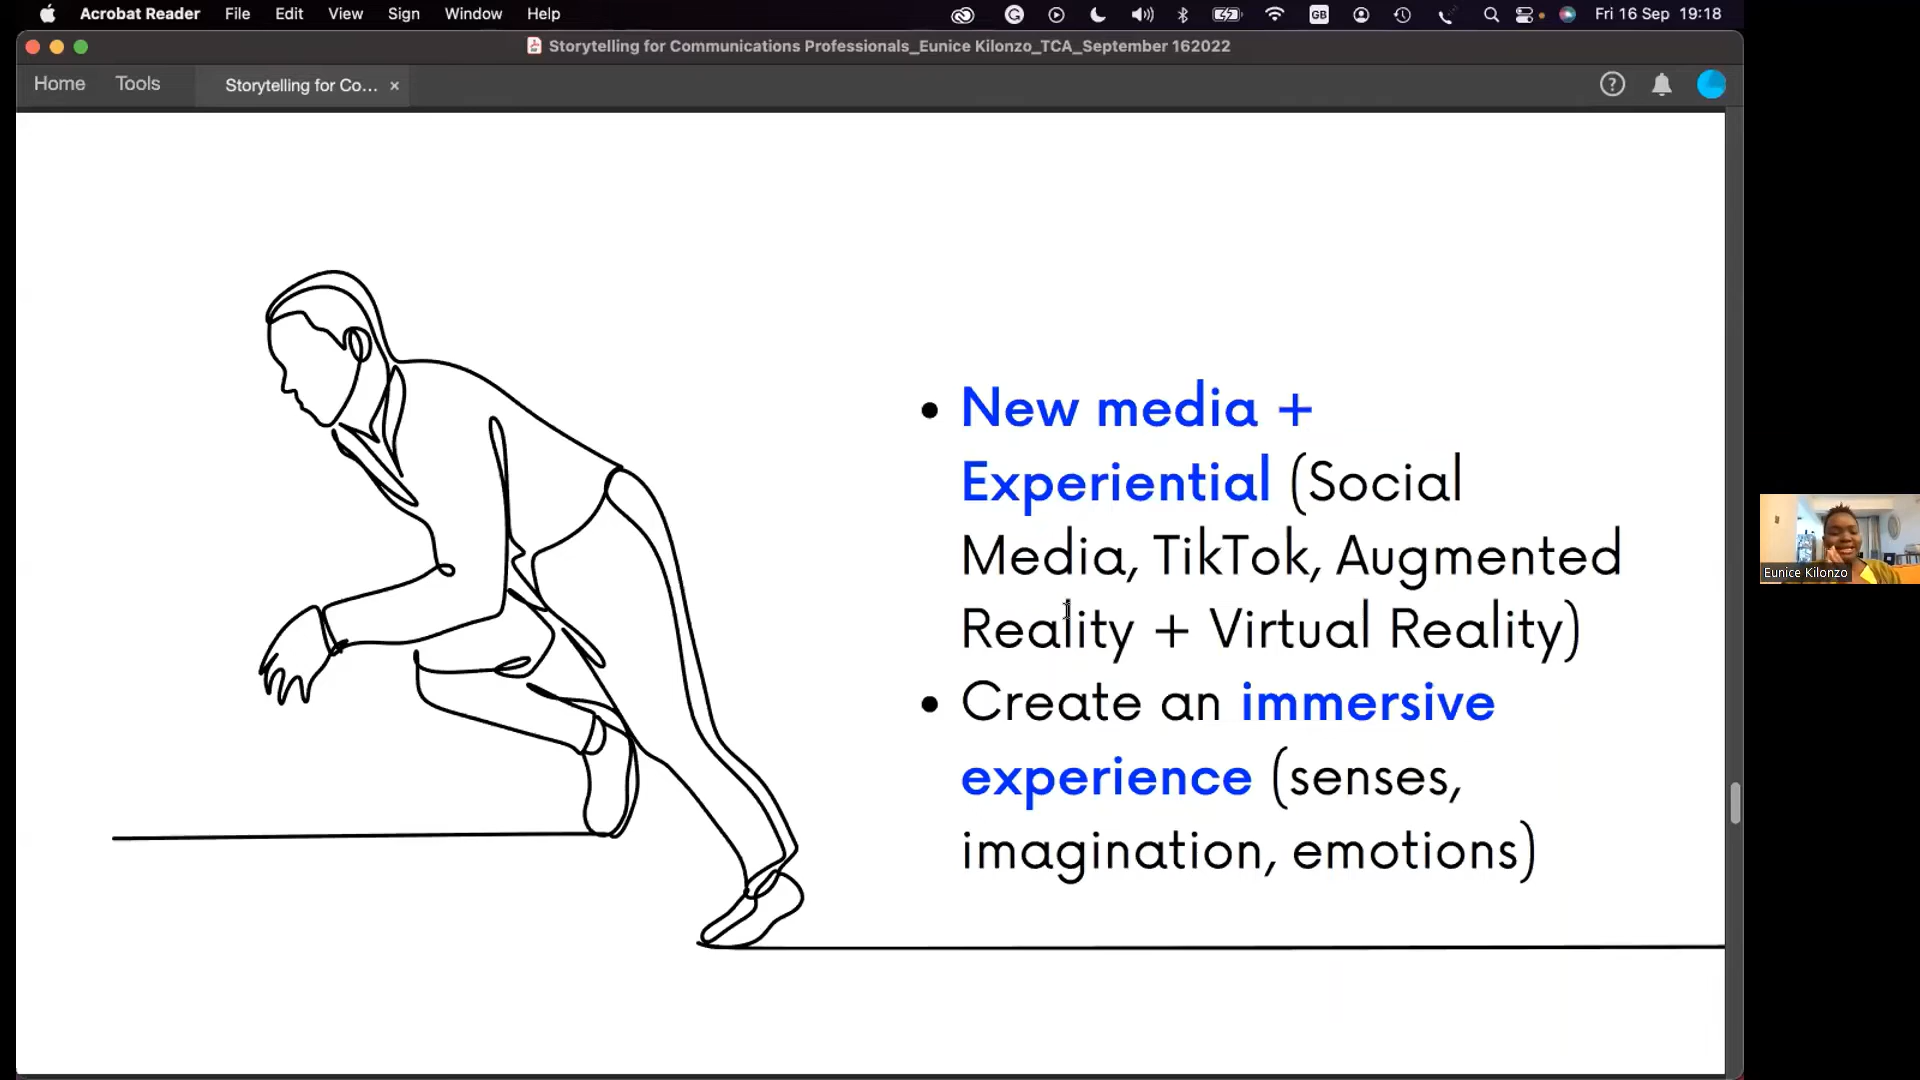 Acrobat Reader File Edit View Sign Window Help GB Fri 16 Sep 19:18
Storytelling for Communications Professionals_Eunice Kilonzo_TCA_September 162022
Home Tools Storytelling for Co... ×
• New media +
Experiential (Social
Media, TikTok, Augmented
Reality + Virtual Reality)
• Create an immersive
experience (senses,
imagination, emotions)
Eunice Kilonzo